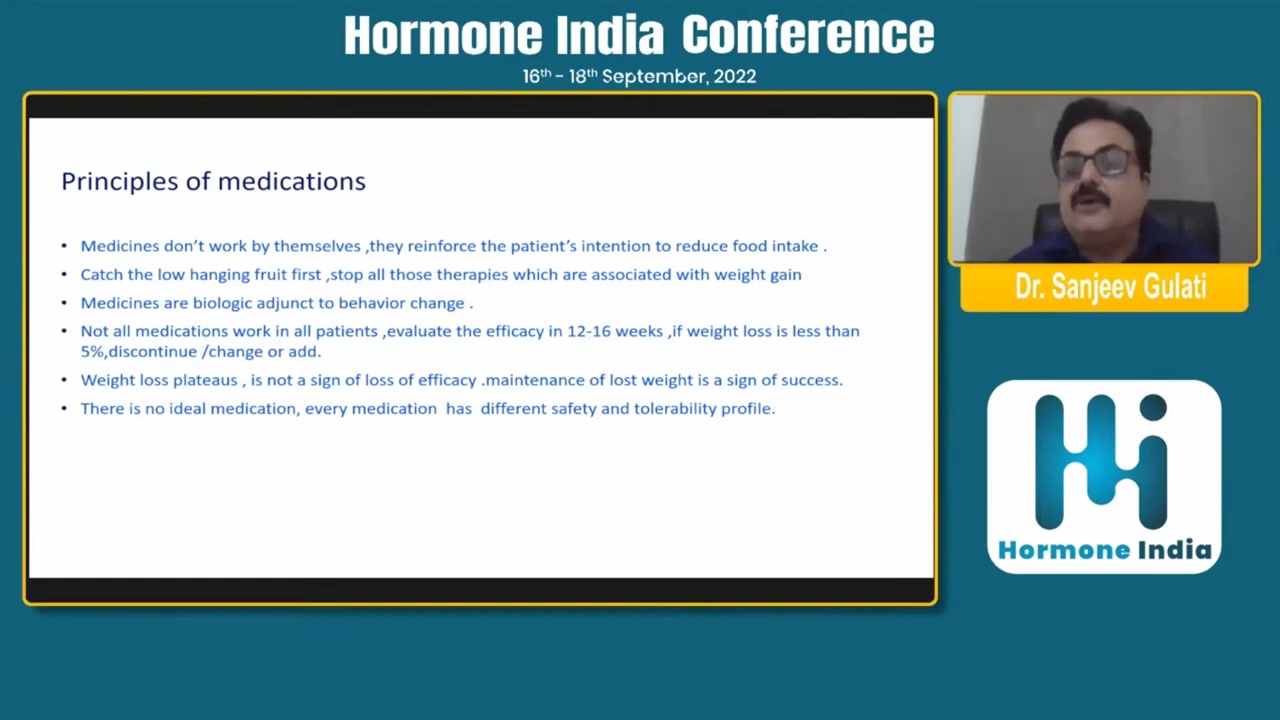 Hormone India Conference
16th - 18th September, 2022
Principles of medications
• Medicines don't work by themselves ,they reinforce the patient's intention to reduce food intake .
• Catch the low hanging fruit first ,stop all those therapies which are associated with weight gain
• Medicines are biologic adjunct to behavior change .
• Not all medications work in all patients ,evaluate the efficacy in 12-16 weeks ,if weight loss is less than
5%,discontinue /change or add.
• Weight loss plateaus , is not a sign of loss of efficacy .maintenance of lost weight is a sign of success.
• There is no ideal medication, every medication has different safety and tolerability profile.
Dr. Sanjeev Gulati
Hi
Hormone India